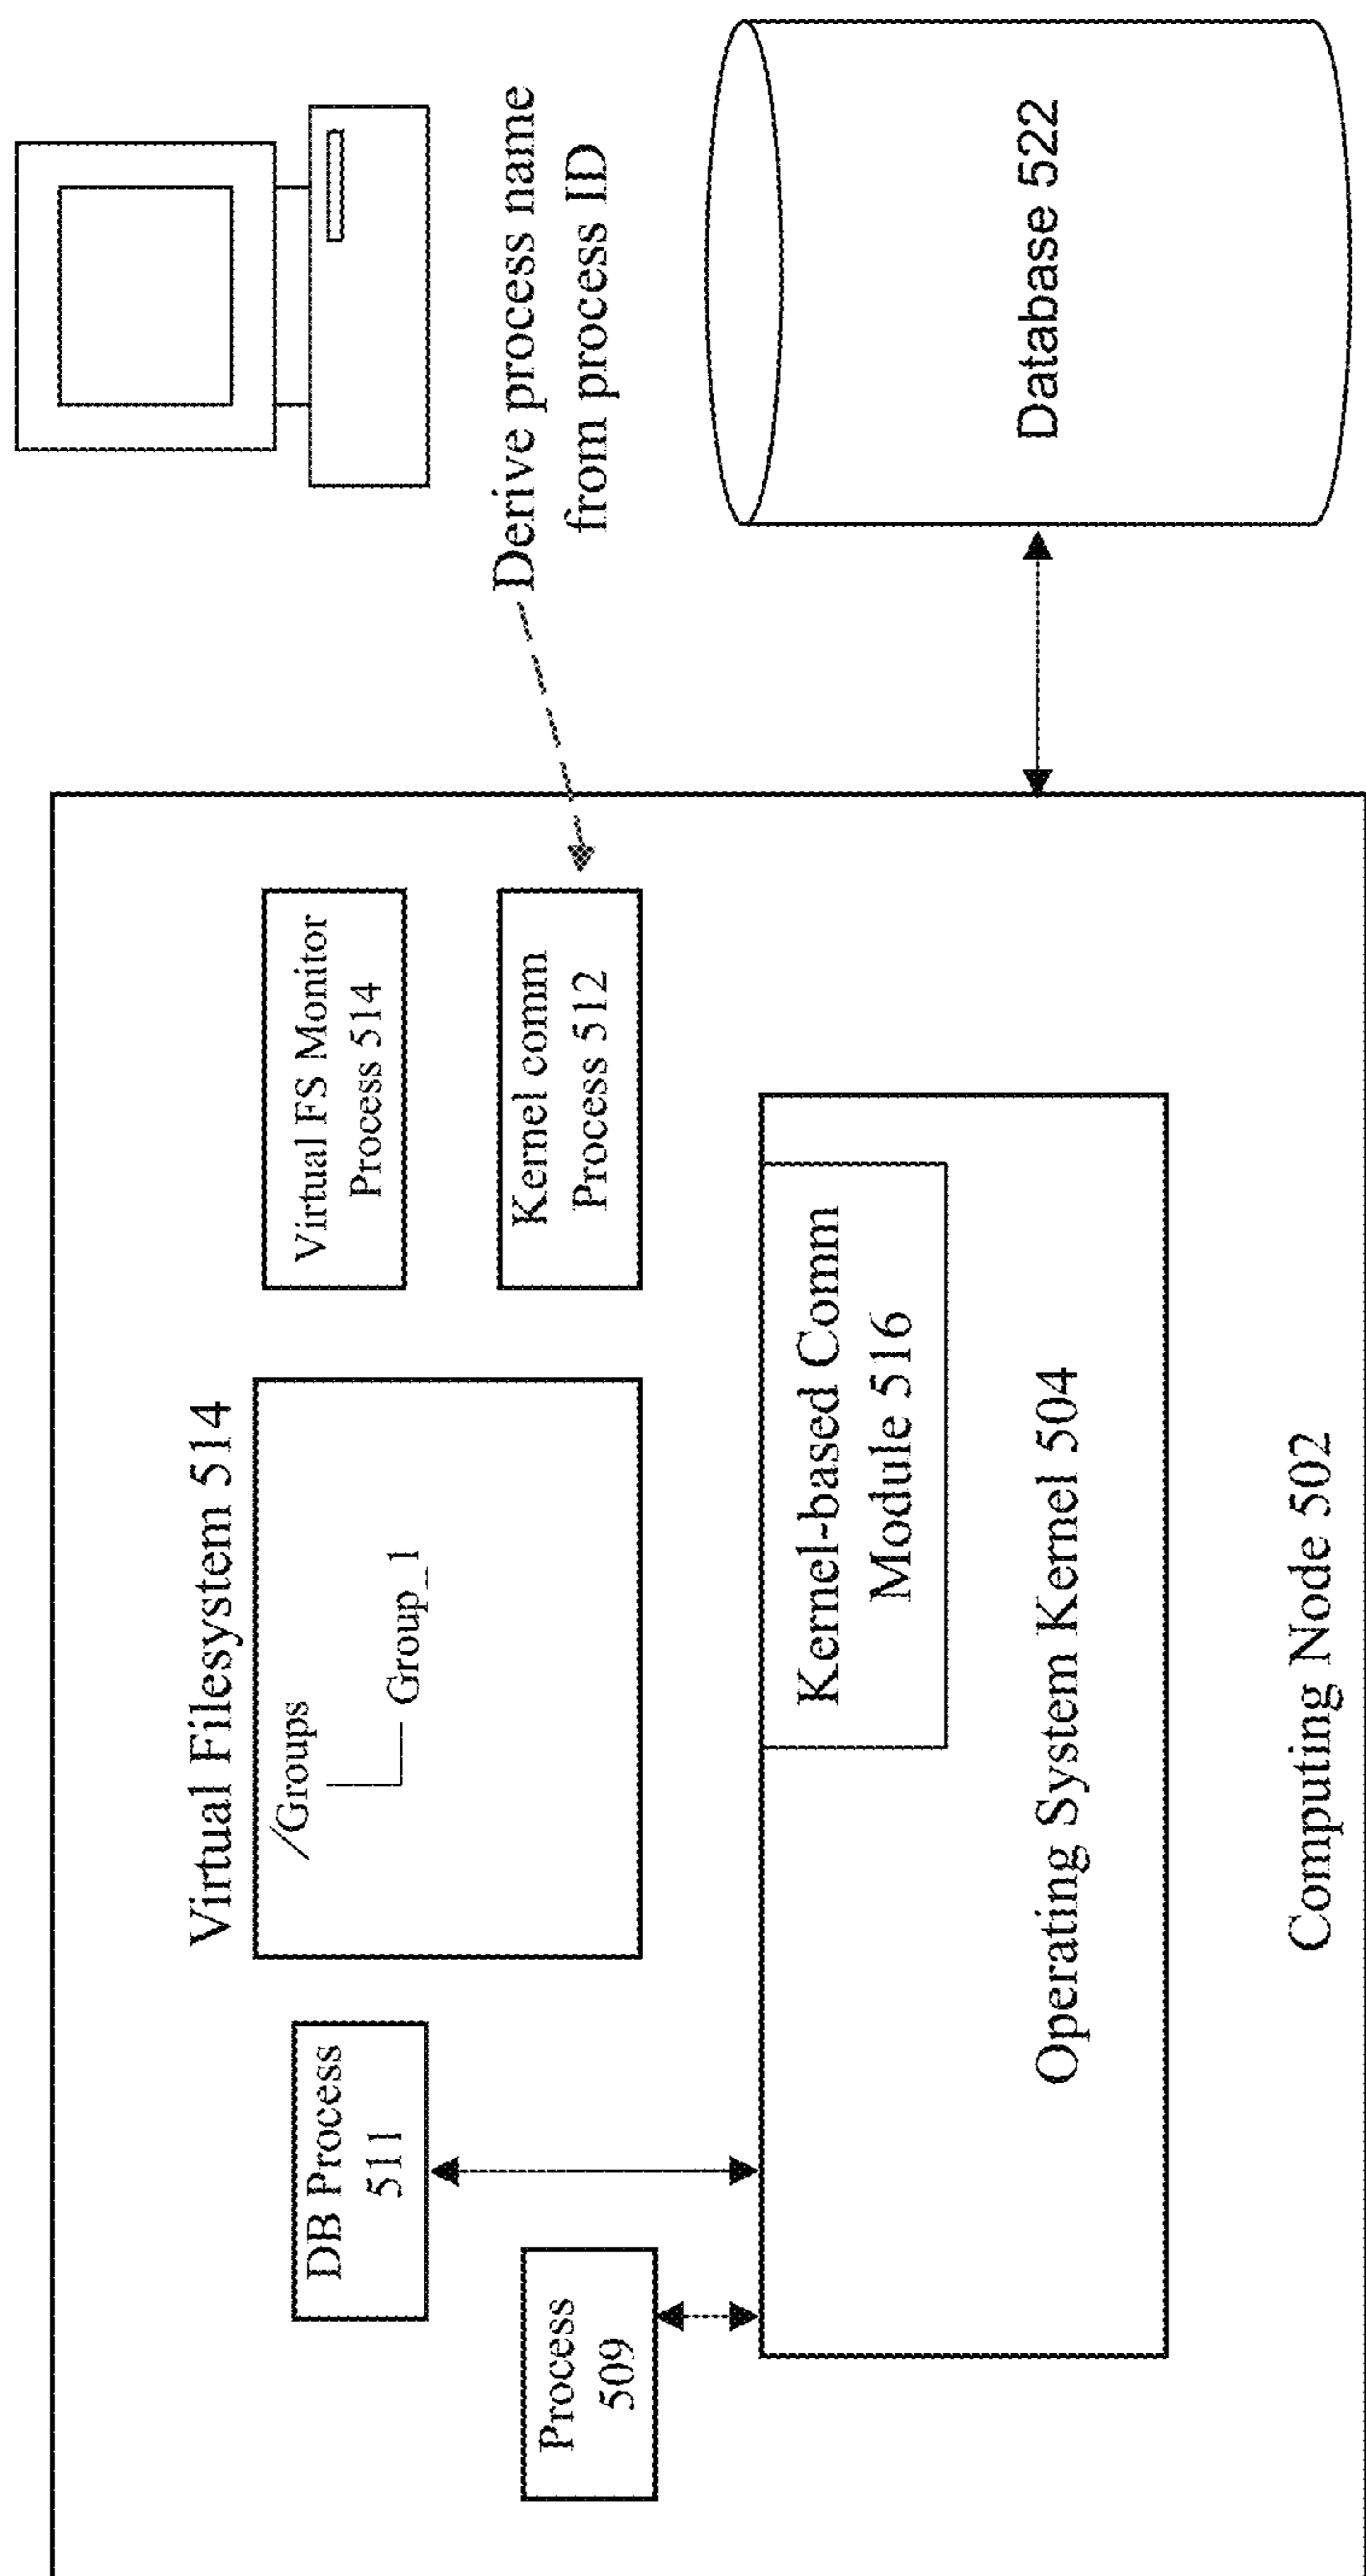 Virtual Filesystem 514
/Groups
Group_1
DB Process
511
Process
509
Virtual FS Monitor
Process 514
Kernel comm
Process 512
Derive process name
from process ID
Kernel-based Comm
Module 516
Operating System Kernel 504
Computing Node 502
Database 522